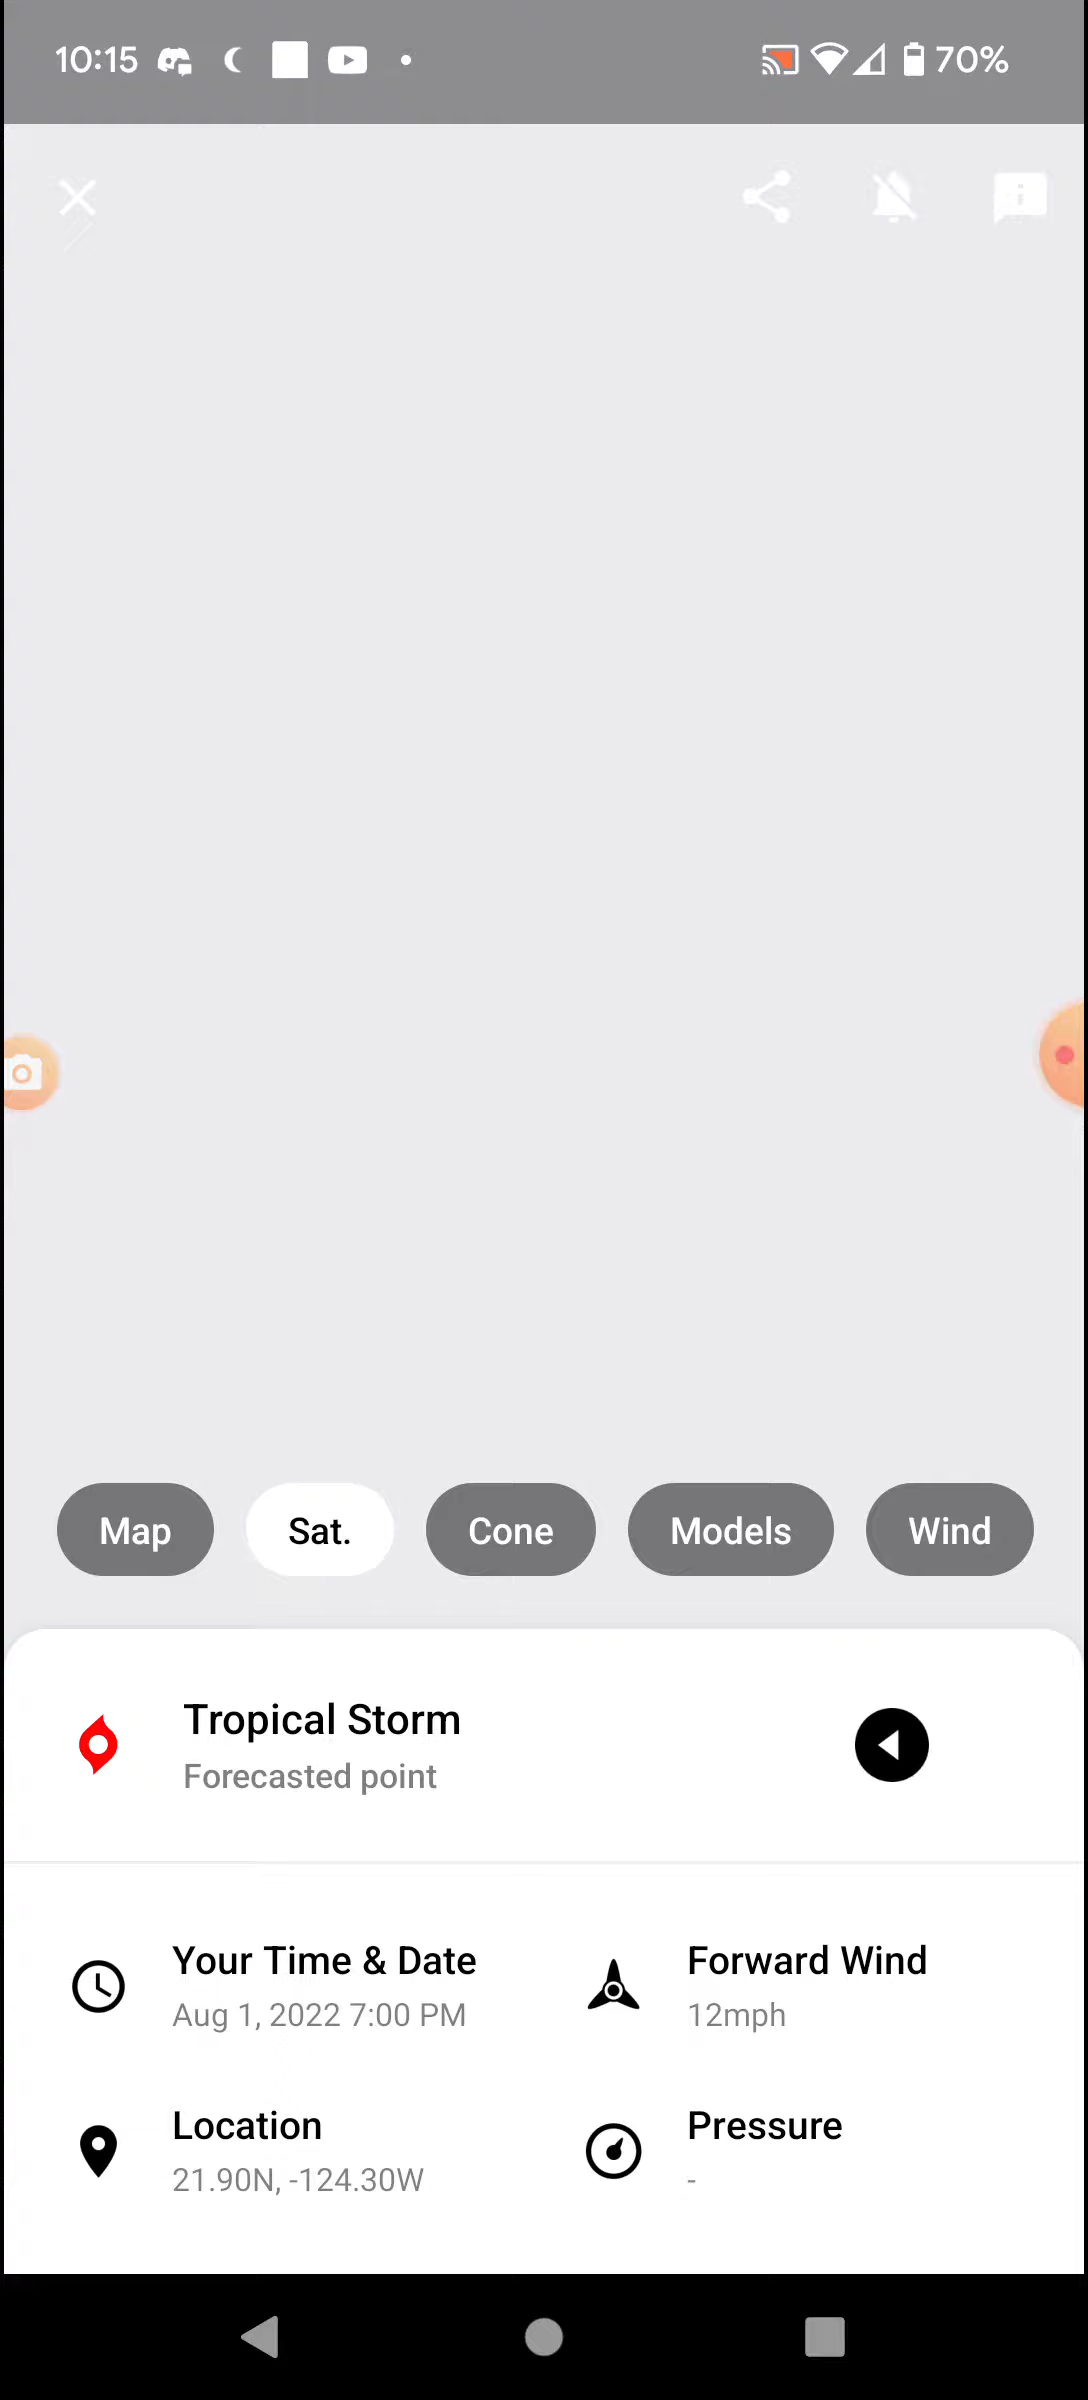 10:15
70%
Map
Sat.
Cone
Models
Wind
Tropical Storm
Forecasted point
Your Time & Date
Aug 1, 2022 7:00 PM
Forward Wind
12mph
Location
21.90N, -124.30W
Pressure
-